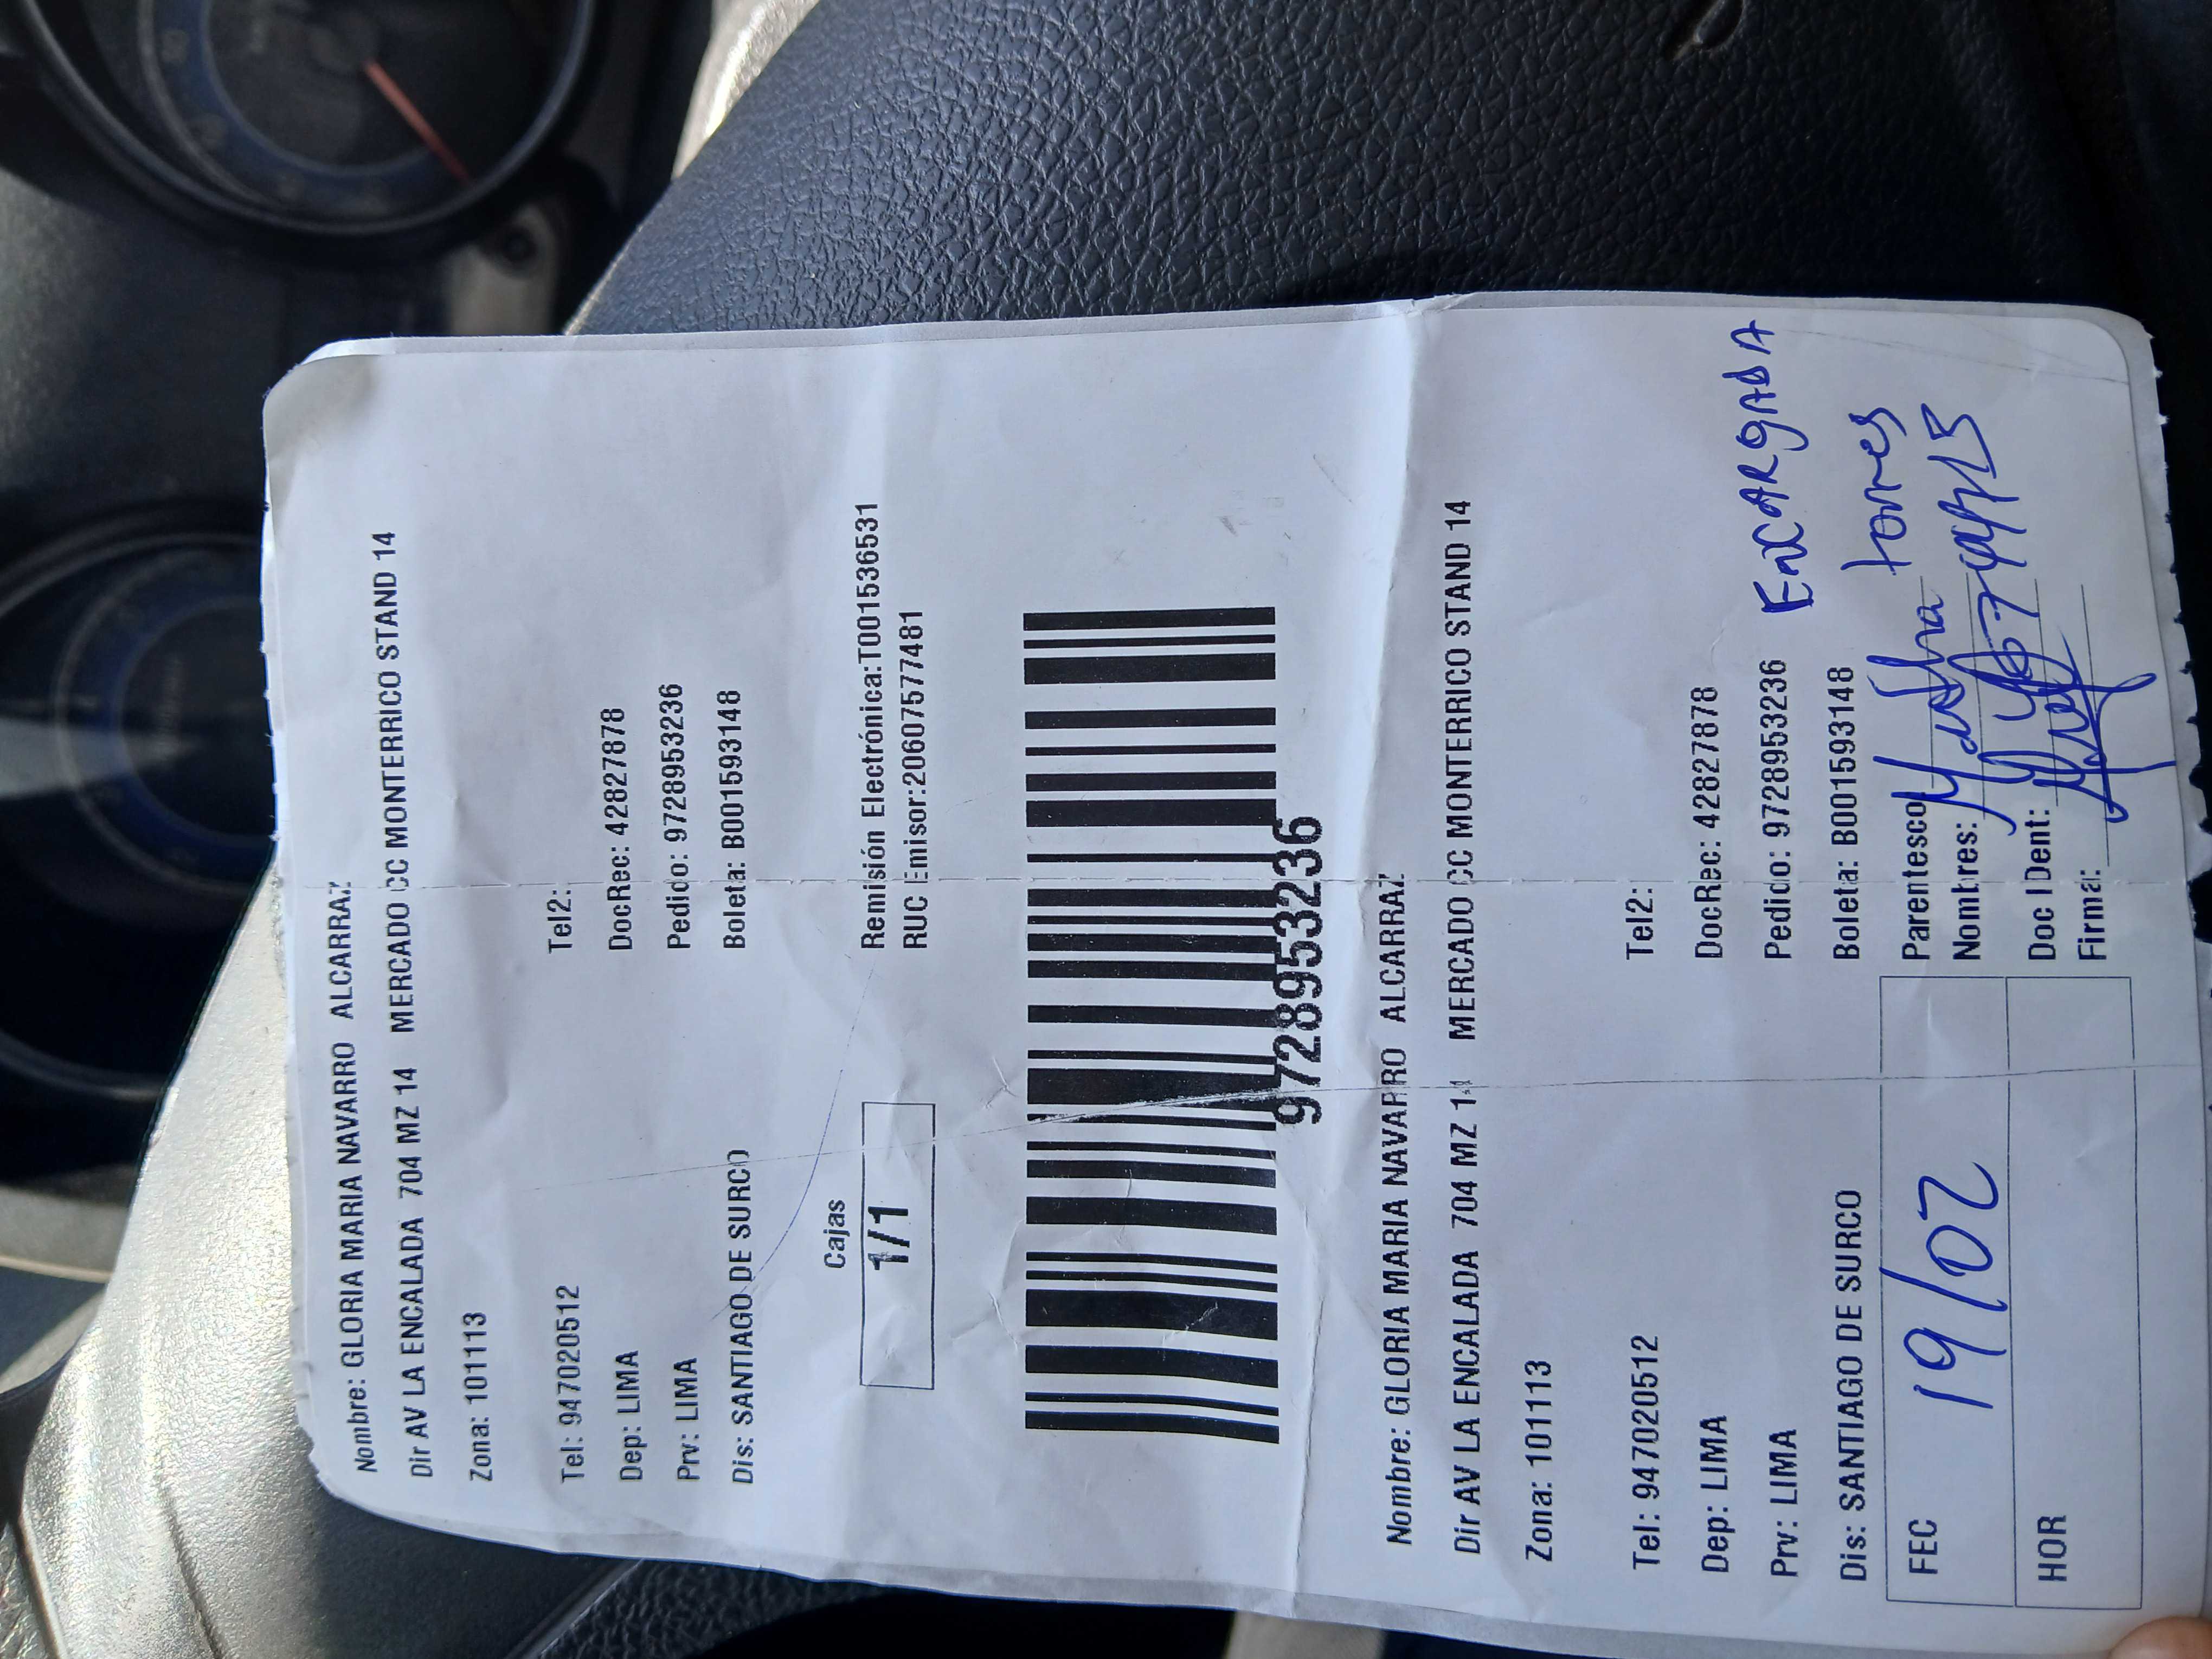 Nombre: GLORIA MARIA NAVARRO ALCARRAZ
Dir AV LA ENCALADA 704 MZ 14 MERCADO CC MONTERRICO STAND 14
Zona: 101113
Tel: 947020512 Tel2:
Dep: LIMA DocRec: 42827878
Prv: LIMA Pedido: 9728953236
Dis: SANTIAGO DE SURCO Boleta: B001593148
Cajas
1/1
Remisión Electrónica:T001536531
RUC Emisor:20607577481
9728953236
Nombre: GLORIA MARIA NAVARRO ALCARRAZ
Dir AV LA ENCALADA 704 MZ 14 MERCADO CC MONTERRICO STAND 14
Zona: 101113
Tel: 947020512 Tel2:
Dep: LIMA DocRec: 42827878
Prv: LIMA Pedido: 9728953236 EnCARgADA
Dis: SANTIAGO DE SURCO Boleta: B001593148
FEC 19/02
HOR
Parentesco: torres
Nombres:
Doc IDent:
Firma: